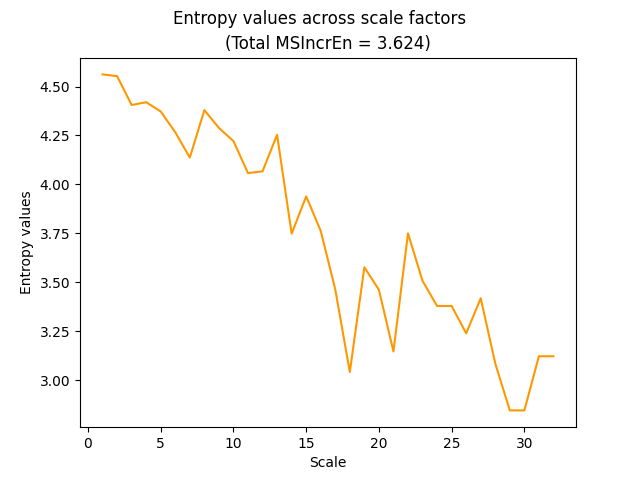 Entropy values across scale factors
(Total MSIncrEn = 3.624)
4.50
4.25
4.00
3.75
3.50
3.25
3.00
Entropy values
0 5 10 15 20 25 30
Scale